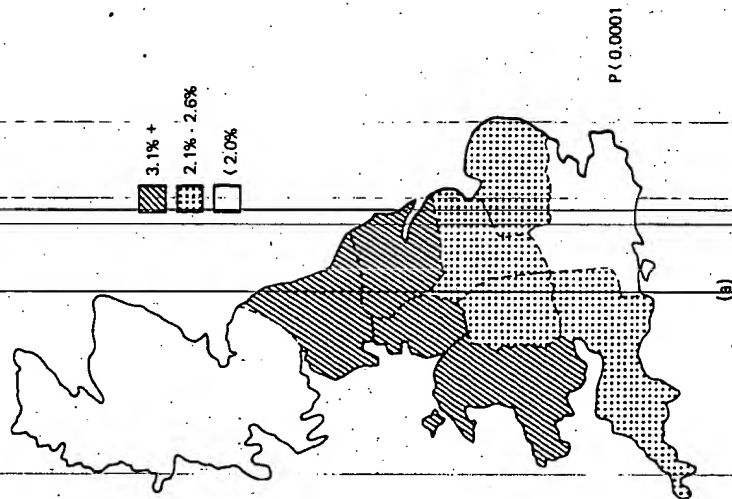 3.1% +
2.1% - 2.6%
< 2.0%
P < 0.0001
(a)